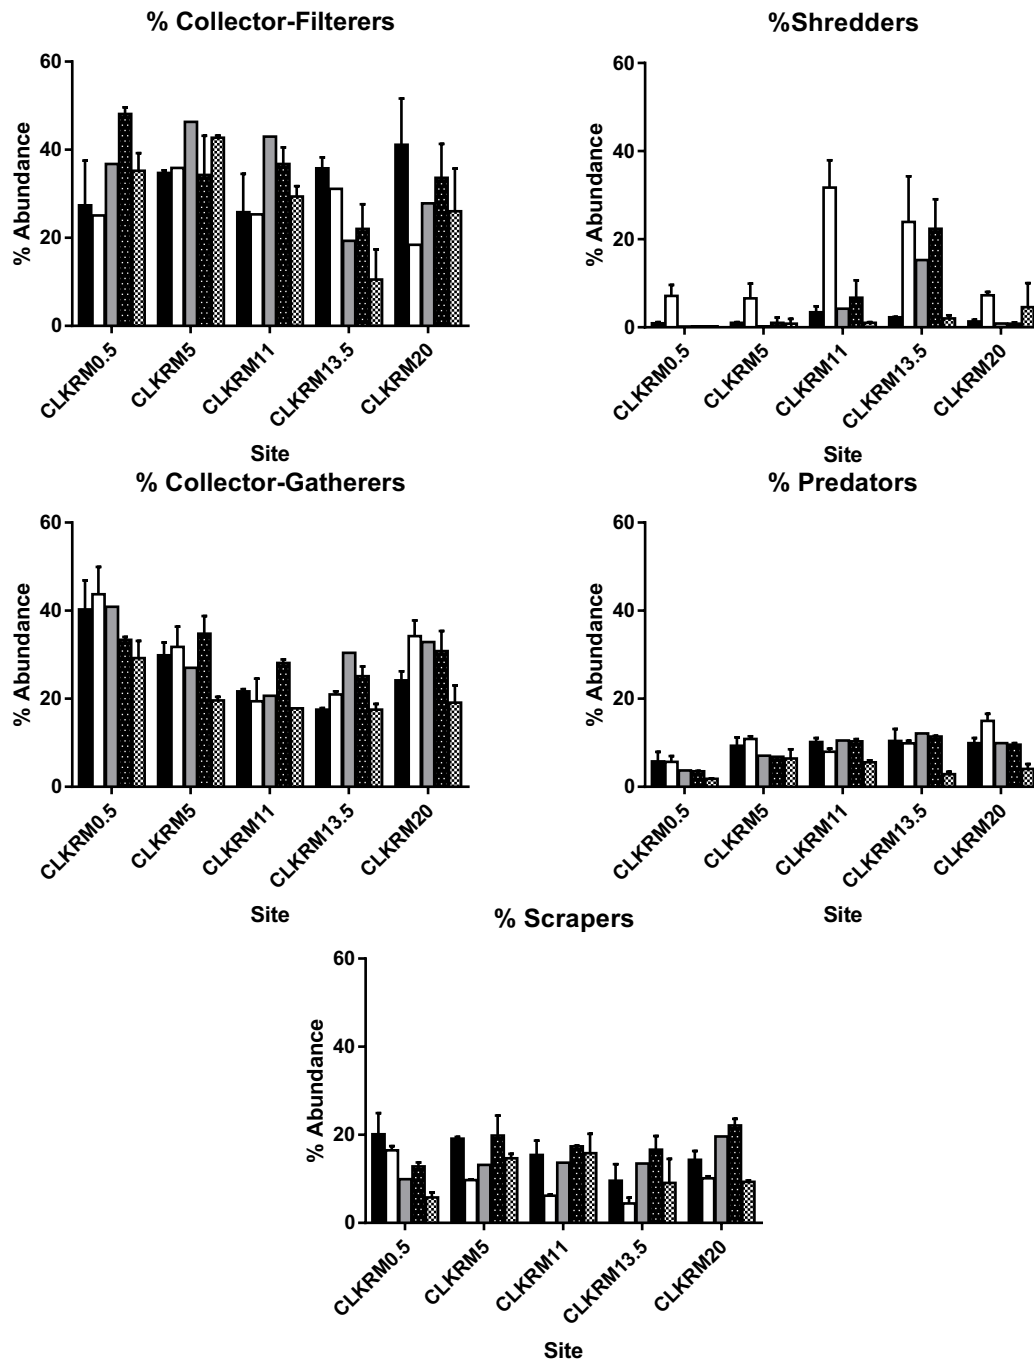 % Collector-Filterers
60
40
20
0
% Abundance
CLKRM0.5
CLKRM5
CLKRM11
CLKRM13.5
CLKRM20
Site
%Shredders
60
40
20
0
% Abundance
CLKRM0.5
CLKRM5
CLKRM11
CLKRM13.5
CLKRM20
Site
% Collector-Gatherers
60
40
20
0
% Abundance
CLKRM0.5
CLKRM5
CLKRM11
CLKRM13.5
CLKRM20
Site
% Predators
60
40
20
0
% Abundance
CLKRM0.5
CLKRM5
CLKRM11
CLKRM13.5
CLKRM20
Site
% Scrapers
60
40
20
0
% Abundance
CLKRM0.5
CLKRM5
CLKRM11
CLKRM13.5
CLKRM20
Site